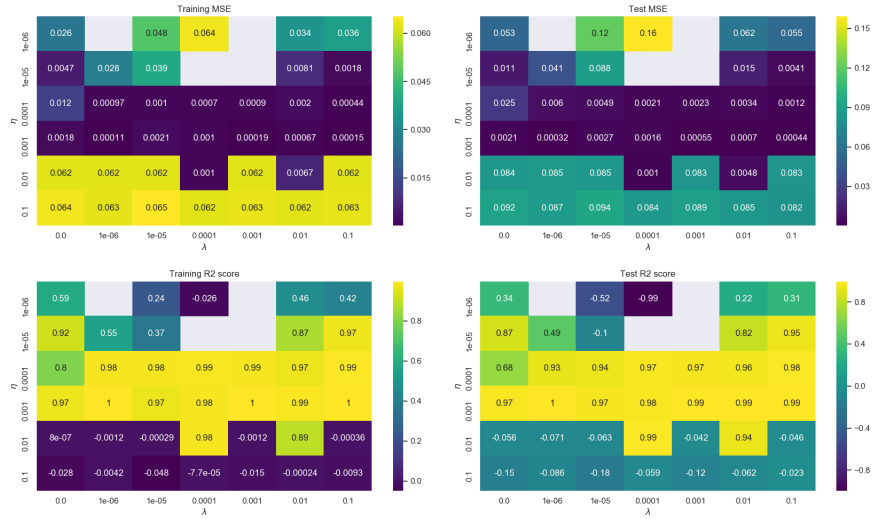 Training MSE
1e-06 0.026 0.048 0.064 0.034 0.036
1e-05 0.0047 0.028 0.039 0.0081 0.0018
0.0001 0.012 0.00097 0.001 0.0007 0.0009 0.002 0.00044
0.001 0.0018 0.00011 0.0021 0.001 0.00019 0.00067 0.00015
0.01 0.062 0.062 0.062 0.001 0.062 0.0067 0.062
0.1 0.064 0.063 0.065 0.062 0.063 0.062 0.063
η
0.0 1e-06 1e-05 0.0001 0.001 0.01 0.1
λ
0.060
0.045
0.030
0.015
Test MSE
1e-06 0.053 0.12 0.16 0.062 0.055
1e-05 0.011 0.041 0.088 0.015 0.0041
0.0001 0.025 0.006 0.0049 0.0021 0.0023 0.0034 0.0012
0.001 0.0021 0.00032 0.0027 0.0016 0.00055 0.0007 0.00044
0.01 0.084 0.085 0.085 0.001 0.083 0.0048 0.083
0.1 0.092 0.087 0.094 0.084 0.089 0.085 0.082
η
0.0 1e-06 1e-05 0.0001 0.001 0.01 0.1
λ
0.15
0.12
0.09
0.06
0.03
Training R2 score
1e-06 0.59 0.24 -0.026 0.46 0.42
1e-05 0.92 0.55 0.37 0.87 0.97
0.0001 0.8 0.98 0.98 0.99 0.99 0.97 0.99
0.001 0.97 1 0.97 0.98 1 0.99 1
0.01 8e-07 -0.0012 -0.00029 0.98 -0.0012 0.89 -0.00036
0.1 -0.028 -0.0042 -0.048 -7.7e-05 -0.015 -0.00024 -0.0093
η
0.0 1e-06 1e-05 0.0001 0.001 0.01 0.1
λ
0.8
0.6
0.4
0.2
0.0
Test R2 score
1e-06 0.34 -0.52 -0.99 0.22 0.31
1e-05 0.87 0.49 -0.1 0.82 0.95
0.0001 0.68 0.93 0.94 0.97 0.97 0.96 0.98
0.001 0.97 1 0.97 0.98 0.99 0.99 0.99
0.01 -0.056 -0.071 -0.063 0.99 -0.042 0.94 -0.046
0.1 -0.15 -0.086 -0.18 -0.059 -0.12 -0.062 -0.023
η
0.0 1e-06 1e-05 0.0001 0.001 0.01 0.1
λ
0.8
0.4
0.0
-0.4
-0.8